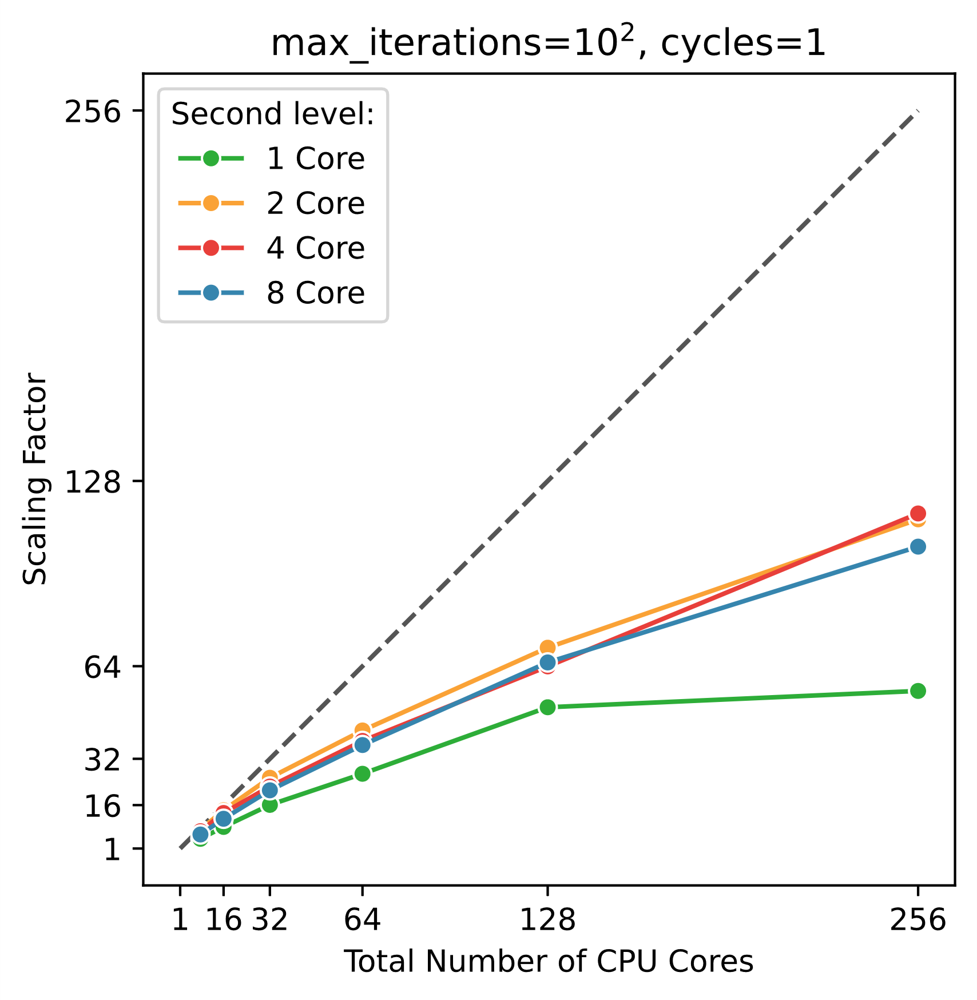 max_iterations=10², cycles=1
Second level:
1 Core
2 Core
4 Core
8 Core
Scaling Factor
256
128
64
32
16
1
1 16 32 64 128 256
Total Number of CPU Cores